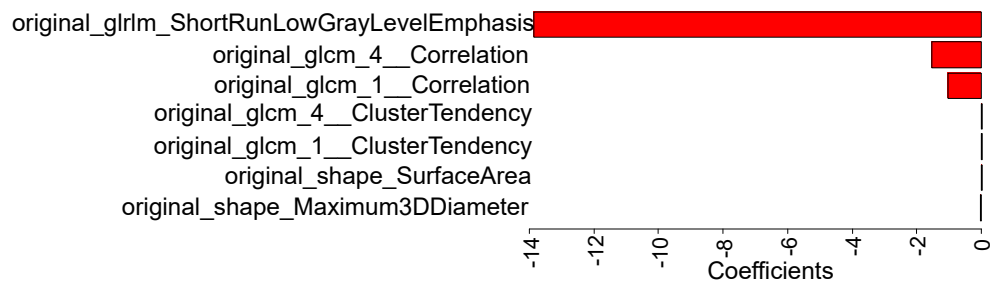 original_glrlm_ShortRunLowGrayLevelEmphasis
original_glcm_4__Correlation
original_glcm_1__Correlation
original_glcm_4__ClusterTendency
original_glcm_1__ClusterTendency
original_shape_SurfaceArea
original_shape_Maximum3DDiameter
-14 -12 -10 -8 -6 -4 -2 0
Coefficients